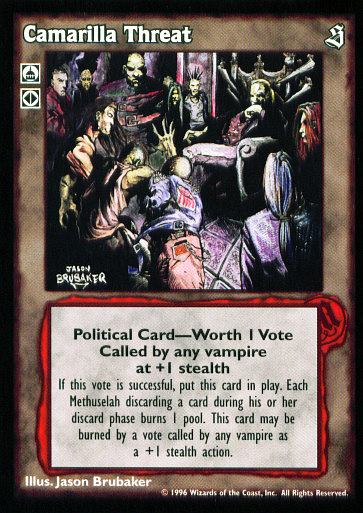 Camarilla Threat
JASON
BRUBAKER
Political Card—Worth 1 Vote
Called by any vampire
at +1 stealth
If this vote is successful, put this card in play. Each
Methuselah discarding a card during his or her
discard phase burns 1 pool. This card may be
burned by a vote called by any vampire as
a +1 stealth action.
Illus. Jason Brubaker
© 1996 Wizards of the Coast, Inc. All Rights Reserved.